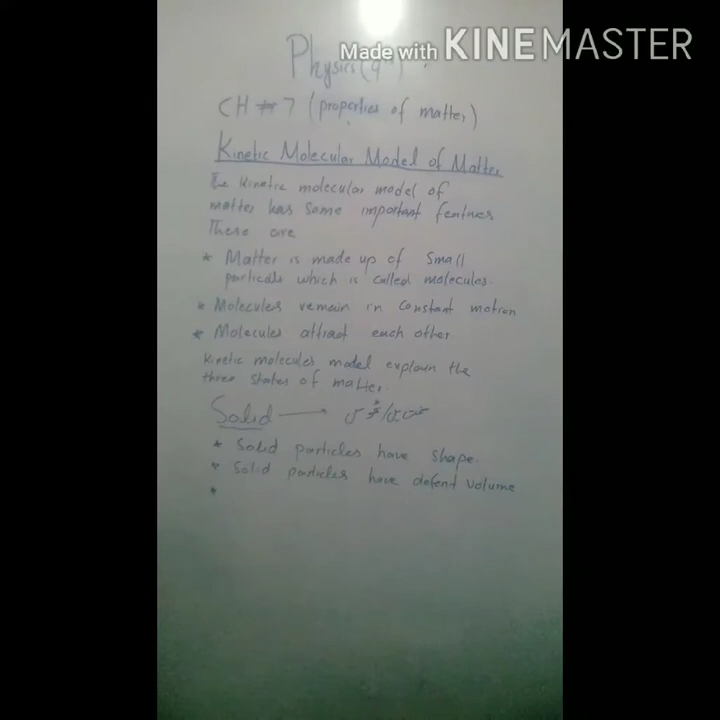 Made with KINEMASTER
Physics (9th)
CH # 7 (properties of matter)
Kinetic Molecular Model of Matter
The Kinetic molecular model of
matter has some important features
These are
* Matter is made up of Small
particals which is called molecules.
* Molecules remain in constant motion
* Molecules attract each other.
Kinetic molecules model explain the
three states of matter.
Solid →
* Solid particles have shape.
* Solid particles have defent volume
*